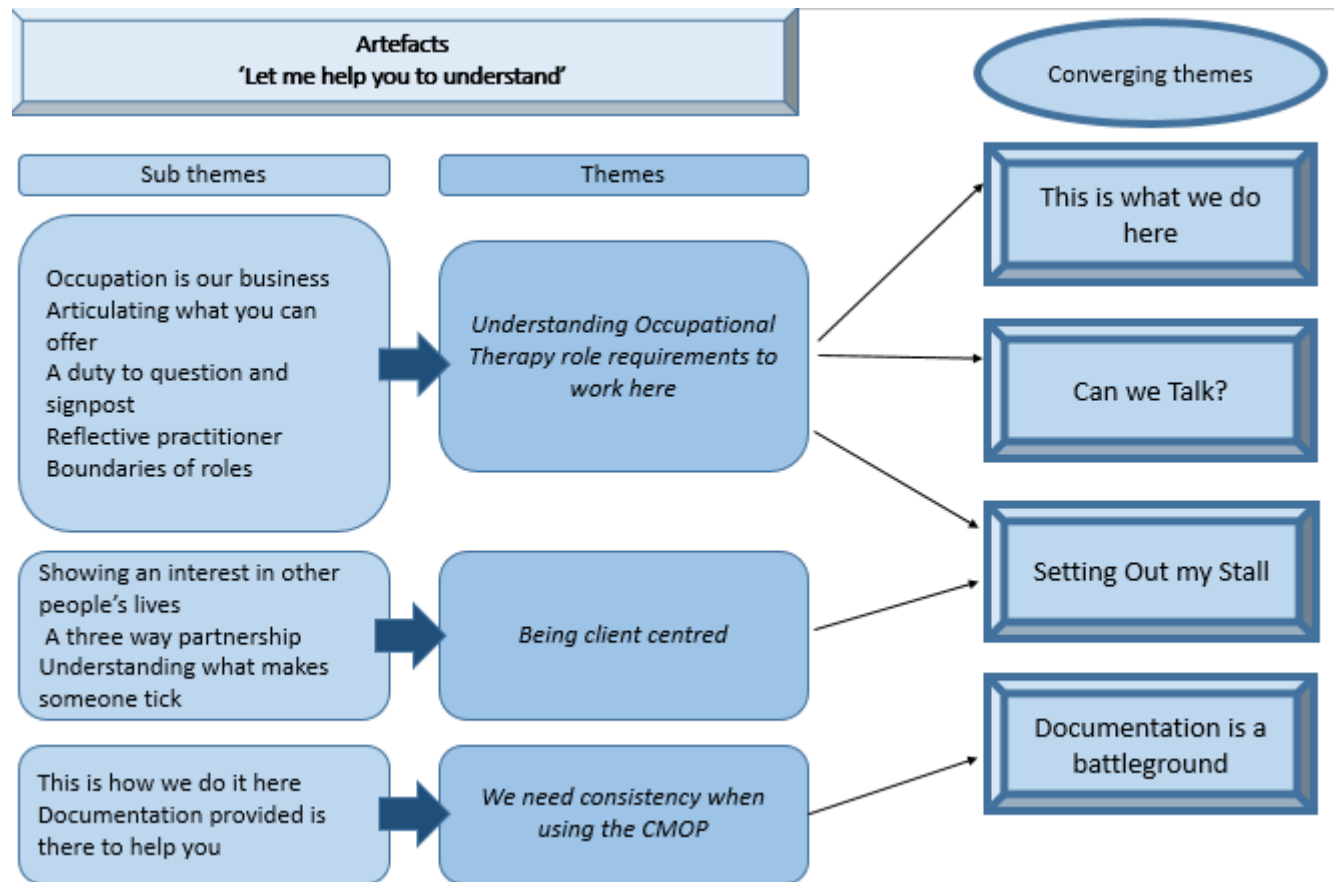 Artefacts
‘Let me help you to understand’
Converging themes
Sub themes
Themes
Occupation is our business
Articulating what you can
offer
A duty to question and
signpost
Reflective practitioner
Boundaries of roles
Understanding Occupational
Therapy role requirements to
work here
This is what we do
here
Can we Talk?
Setting Out my Stall
Showing an interest in other
people’s lives
A three way partnership
Understanding what makes
someone tick
Being client centred
Documentation is a
battleground
This is how we do it here
Documentation provided is
there to help you
We need consistency when
using the CMOP